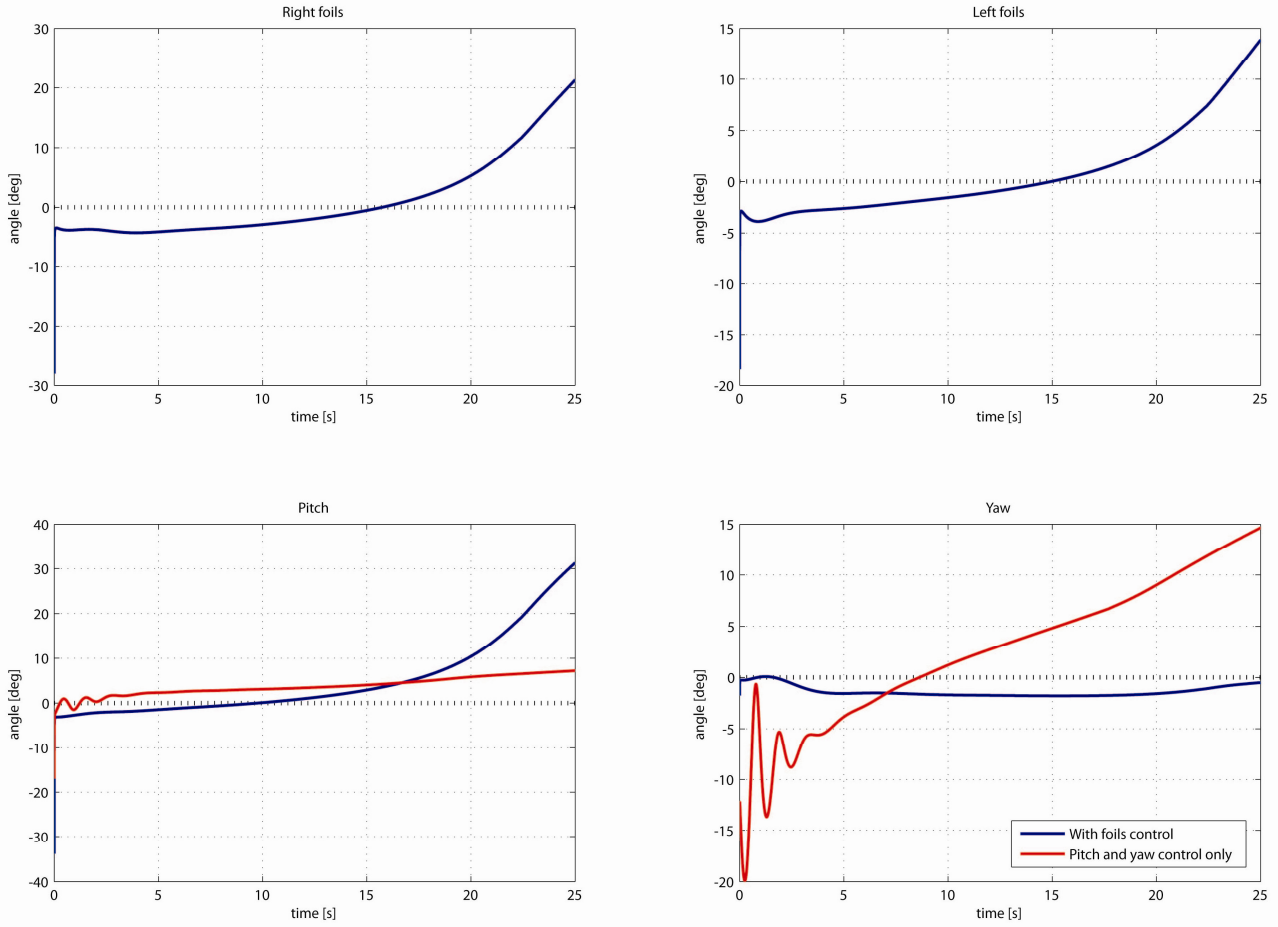 Right foils
30
20
10
0
-10
-20
-30
angle [deg]
0 5 10 15 20 25
time [s]
Left foils
15
10
5
0
-5
-10
-15
-20
angle [deg]
0 5 10 15 20 25
time [s]
Pitch
40
30
20
10
0
-10
-20
-30
-40
angle [deg]
0 5 10 15 20 25
time [s]
Yaw
15
10
5
0
-5
-10
-15
-20
angle [deg]
With foils control
Pitch and yaw control only
0 5 10 15 20 25
time [s]